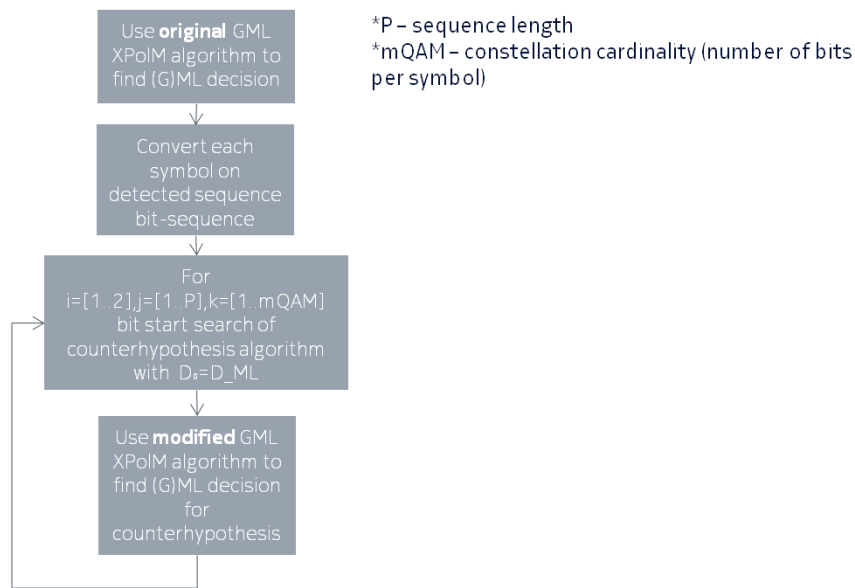 Use original GML
XPolM algorithm to
find (G)ML decision
*P – sequence length
*mQAM – constellation cardinality (number of bits
per symbol)
Convert each
symbol on
detected sequence
bit-sequence
For
i=[1..2],j=[1..P],k=[1..mQAM]
bit start search of
counterhypothesis algorithm
with D₀=D_ML
Use modified GML
XPolM algorithm to
find (G)ML decision
for
counterhypothesis